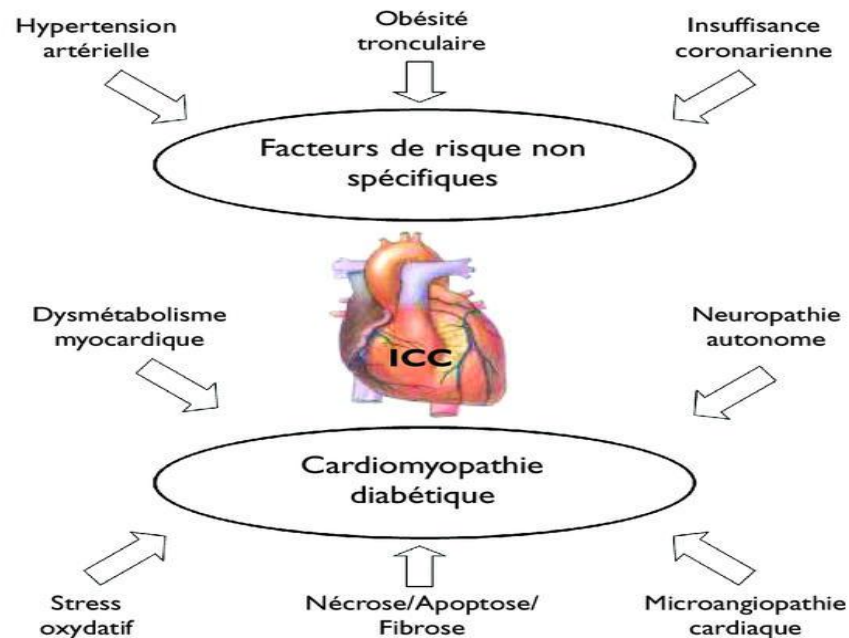 Hypertension
artérielle
Obésité
tronculaire
Insuffisance
coronarienne
Facteurs de risque non
spécifiques
Dysmétabolisme
myocardique
ICC
Neuropathie
autonome
Cardiomyopathie
diabétique
Stress
oxydatif
Nécrose/Apoptose/
Fibrose
Microangiopathie
cardiaque